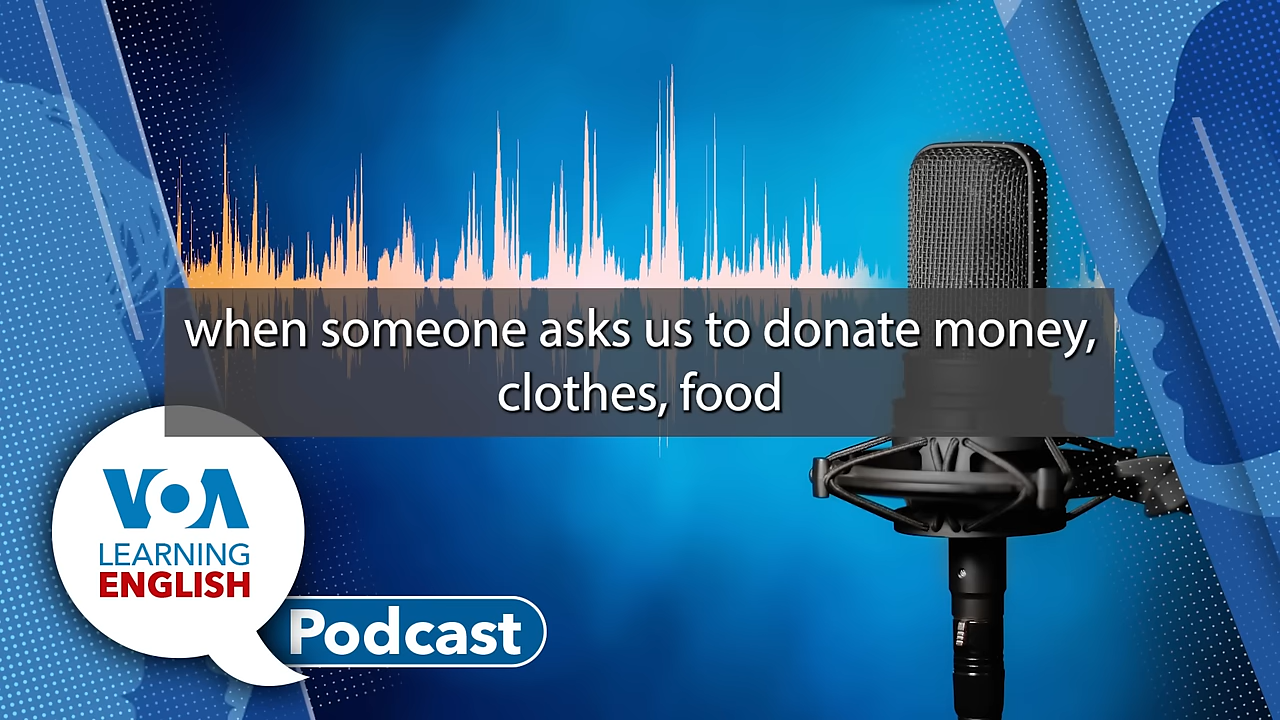 when someone asks us to donate money,
clothes, food
VOA
LEARNING
ENGLISH
Podcast